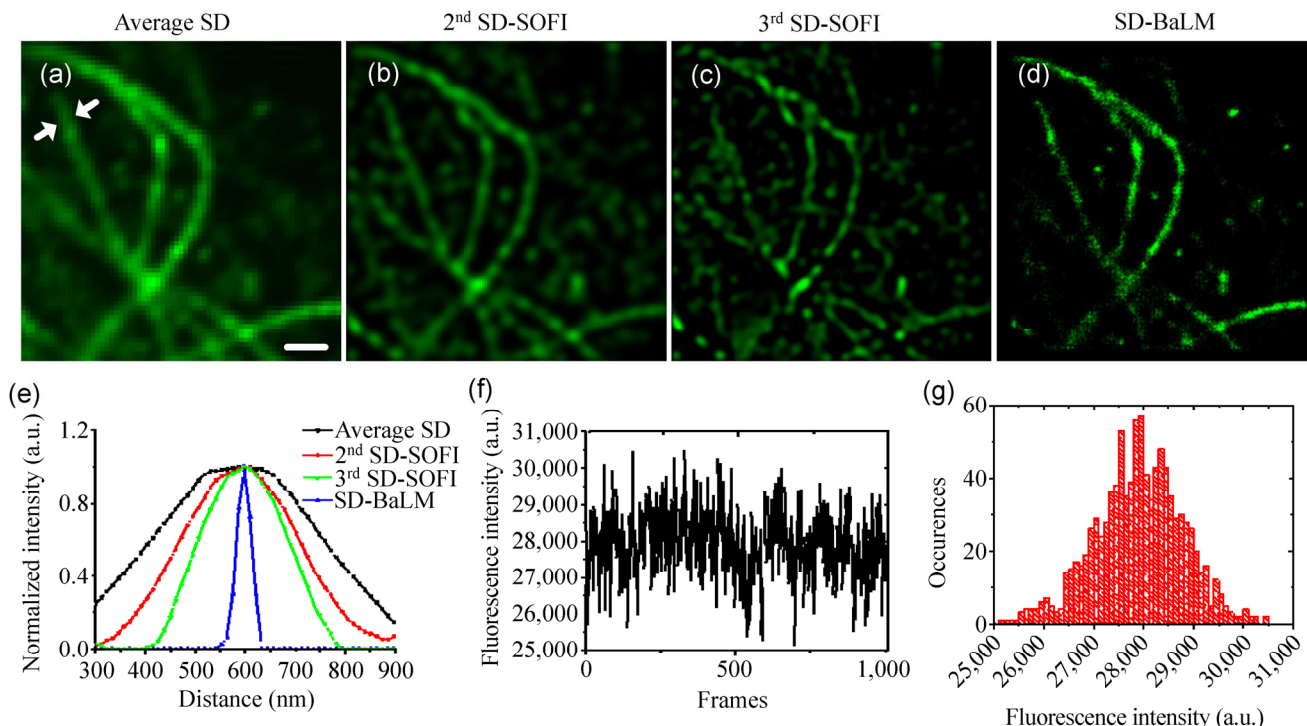 Average SD
2nd SD-SOFI
3rd SD-SOFI
SD-BaLM
(a)
(b)
(c)
(d)
(e)
Normalized intensity (a.u.)
1.2
0.8
0.4
0.0
300 400 500 600 700 800 900
Distance (nm)
Average SD
2nd SD-SOFI
3rd SD-SOFI
SD-BaLM
(f)
Fluorescence intensity (a.u.)
31,000
30,000
29,000
28,000
27,000
26,000
25,000
0 500 1,000
Frames
(g)
Occurences
60
40
20
0
25,000 26,000 27,000 28,000 29,000 30,000 31,000
Fluorescence intensity (a.u.)